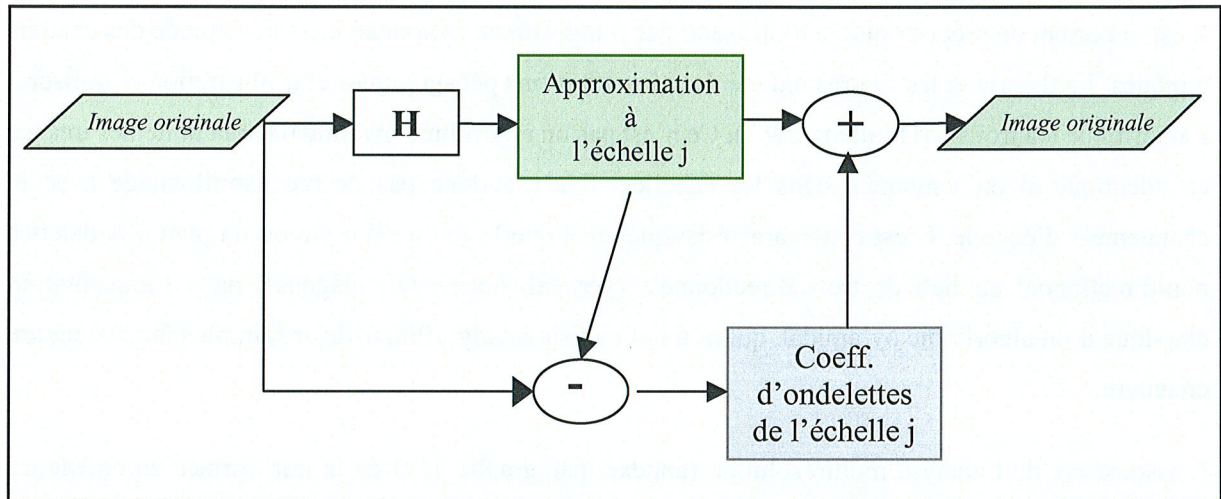 Image originale
H
Approximation
à
l'échelle j
+
Image originale
-
Coeff.
d'ondelettes
de l'échelle j